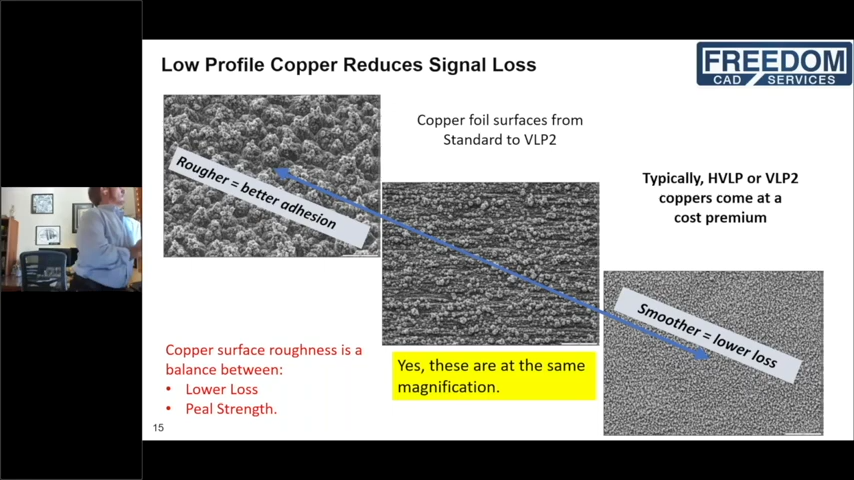 Low Profile Copper Reduces Signal Loss
FREEDOM
CAD SERVICES
Copper foil surfaces from
Standard to VLP2
Rougher = better adhesion
Typically, HVLP or VLP2
coppers come at a
cost premium
Smoother = lower loss
Copper surface roughness is a
balance between:
• Lower Loss
• Peal Strength.
Yes, these are at the same
magnification.
15